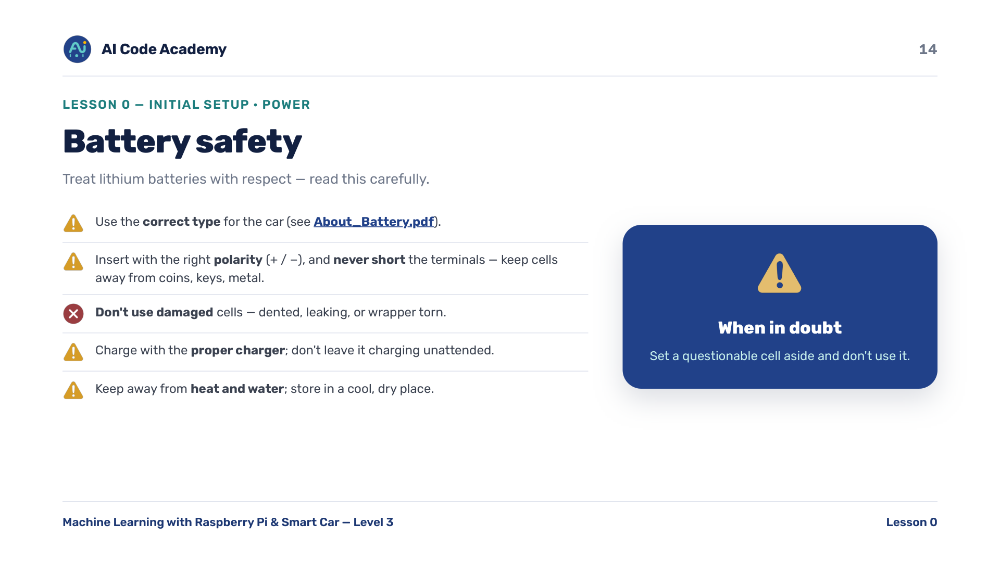 AI Code Academy
14
LESSON 0 — INITIAL SETUP · POWER
Battery safety
Treat lithium batteries with respect — read this carefully.
Use the correct type for the car (see About_Battery.pdf).
Insert with the right polarity (+ / −), and never short the terminals — keep cells
away from coins, keys, metal.
Don't use damaged cells — dented, leaking, or wrapper torn.
Charge with the proper charger; don't leave it charging unattended.
Keep away from heat and water; store in a cool, dry place.
When in doubt
Set a questionable cell aside and don't use it.
Machine Learning with Raspberry Pi & Smart Car — Level 3
Lesson 0